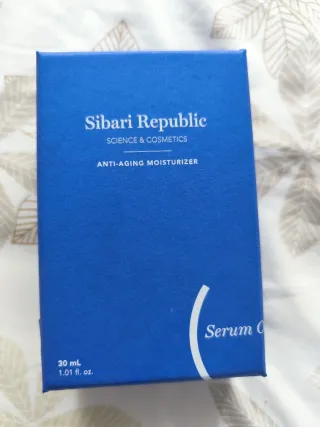 Sibari Republic
SCIENCE & COSMETICS
ANTI-AGING MOISTURIZER
Serum
30 mL
1.01 fl. oz.